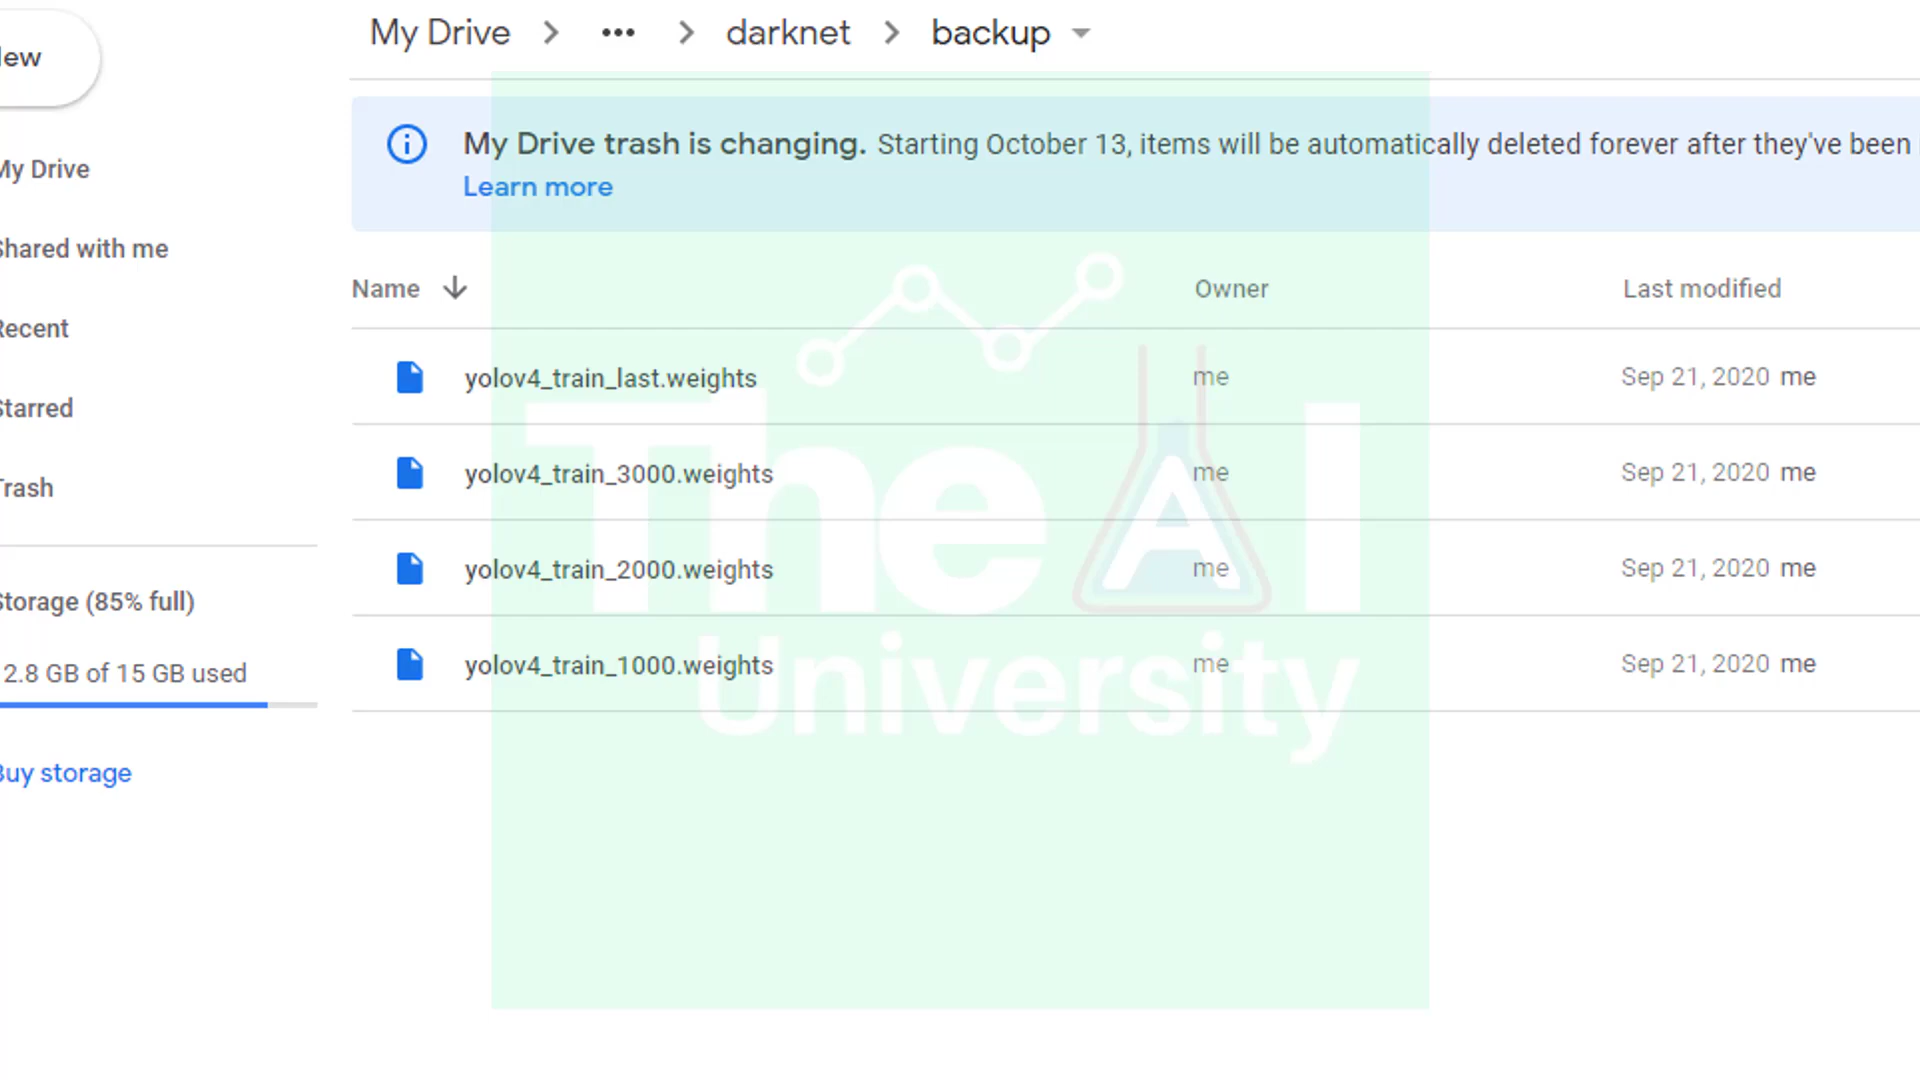 My Drive > ... > darknet > backup
ew
My Drive trash is changing. Starting October 13, items will be automatically deleted forever after they've been
Learn more
My Drive
Shared with me
Recent
Starred
Trash
Storage (85% full)
2.8 GB of 15 GB used
Buy storage
Name Owner Last modified
yolov4_train_last.weights me Sep 21, 2020 me
yolov4_train_3000.weights me Sep 21, 2020 me
yolov4_train_2000.weights me Sep 21, 2020 me
yolov4_train_1000.weights me Sep 21, 2020 me
The AI
University